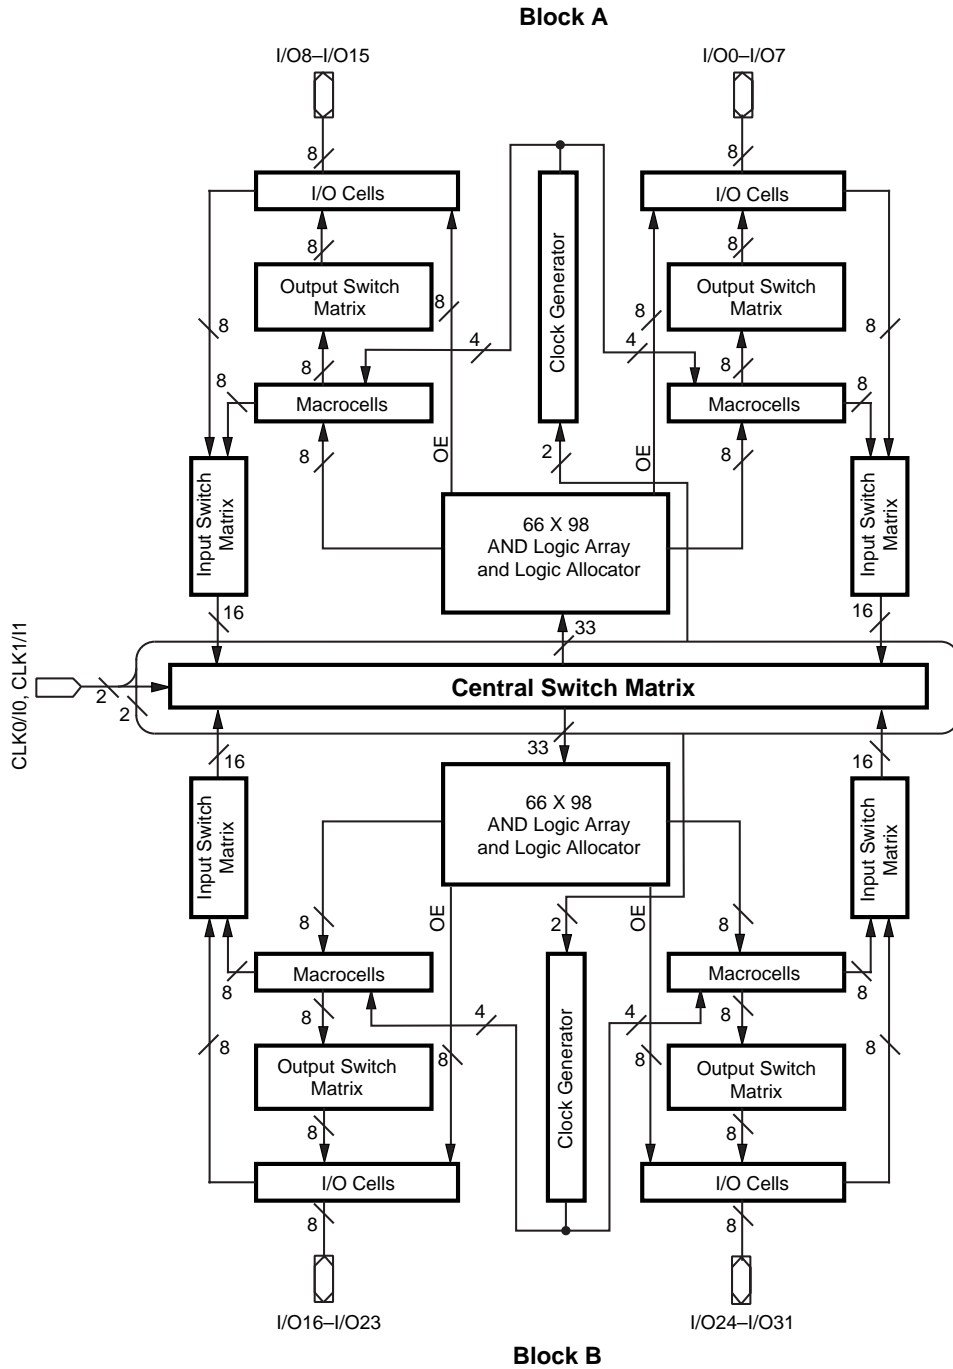 Block A
I/O8–I/O15
I/O0–I/O7
8
8
I/O Cells
I/O Cells
8
8
Output Switch
Matrix
Clock Generator
Output Switch
Matrix
8
8
8
8
4
4
8
8
8
8
Macrocells
Macrocells
OE
OE
8
2
8
Input Switch
Matrix
66 X 98
AND Logic Array
and Logic Allocator
Input Switch
Matrix
16
33
16
CLK0/I0, CLK1/I1
2
2
Central Switch Matrix
33
16
16
Input Switch
Matrix
66 X 98
AND Logic Array
and Logic Allocator
Input Switch
Matrix
8
OE
2
OE
8
Macrocells
Macrocells
8
8
8
8
4
4
8
8
8
8
Output Switch
Matrix
Clock Generator
Output Switch
Matrix
8
8
I/O Cells
I/O Cells
8
8
I/O16–I/O23
I/O24–I/O31
Block B